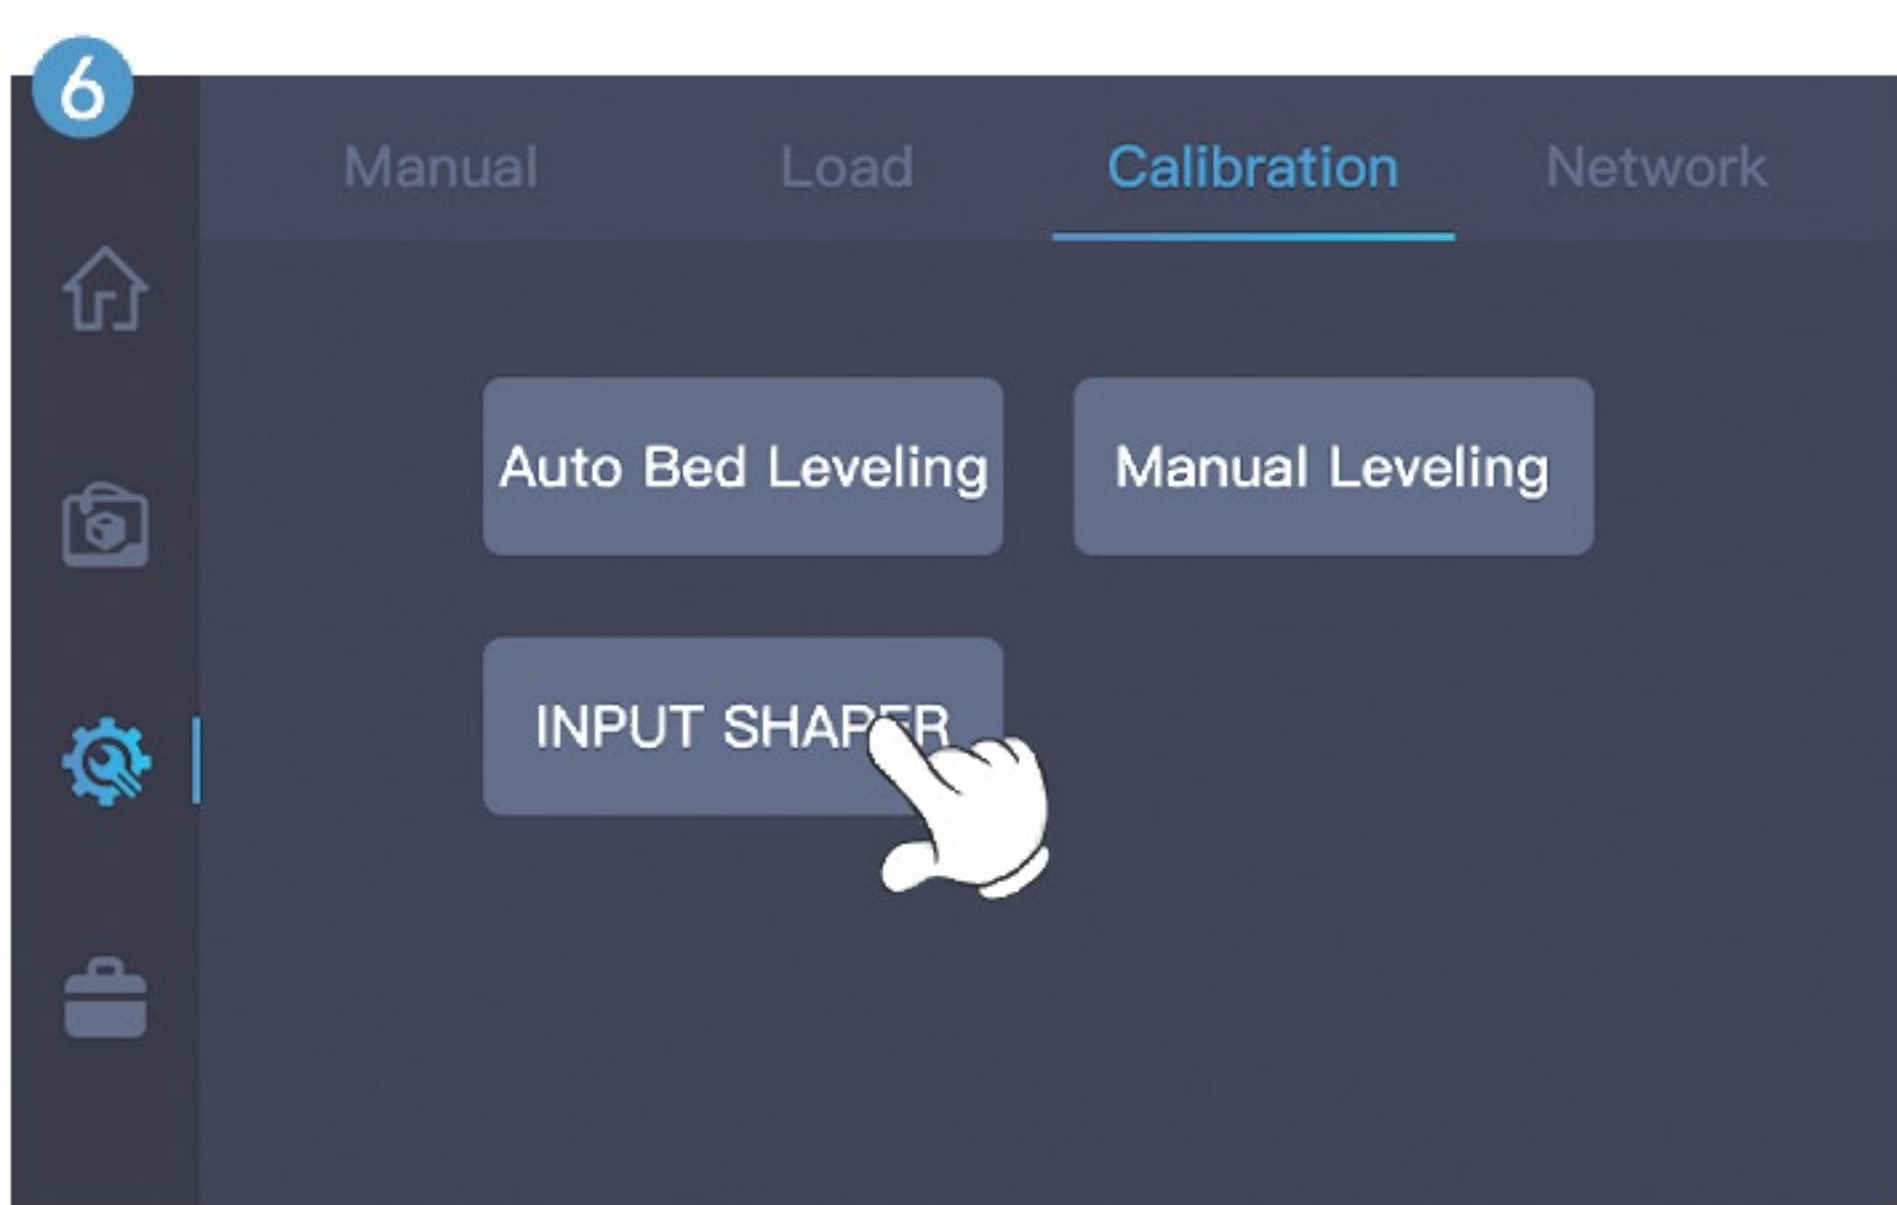 6
Manual Load Calibration Network
Auto Bed Leveling Manual Leveling
INPUT SHAPER